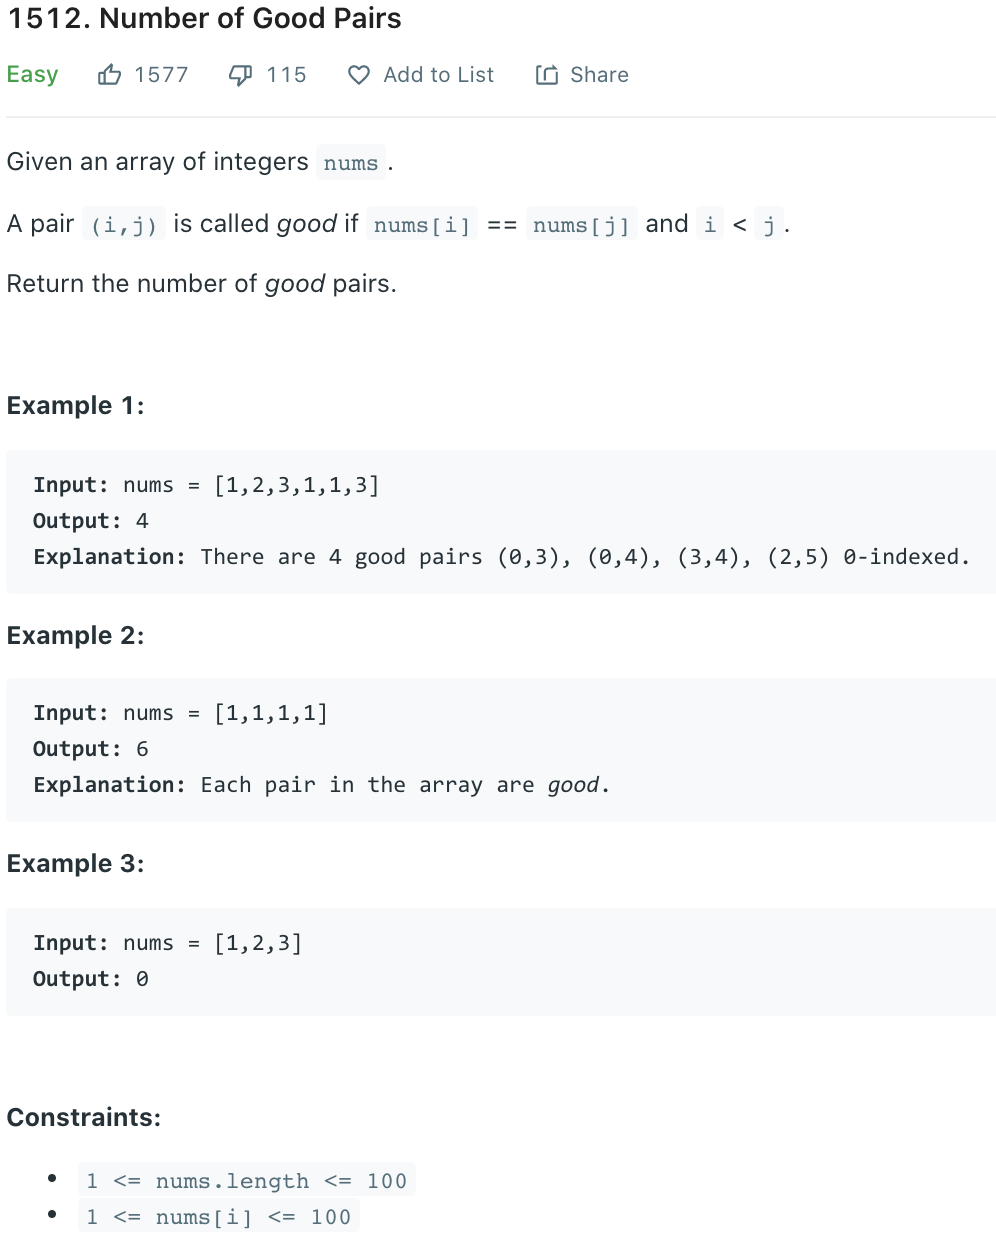 1512. Number of Good Pairs
Easy 1577 115 Add to List Share
Given an array of integers nums.
A pair (i,j) is called good if nums[i] == nums[j] and i < j.
Return the number of good pairs.
Example 1:
Input: nums = [1,2,3,1,1,3]
Output: 4
Explanation: There are 4 good pairs (0,3), (0,4), (3,4), (2,5) 0-indexed.
Example 2:
Input: nums = [1,1,1,1]
Output: 6
Explanation: Each pair in the array are good.
Example 3:
Input: nums = [1,2,3]
Output: 0
Constraints:
• 1 <= nums.length <= 100
• 1 <= nums[i] <= 100